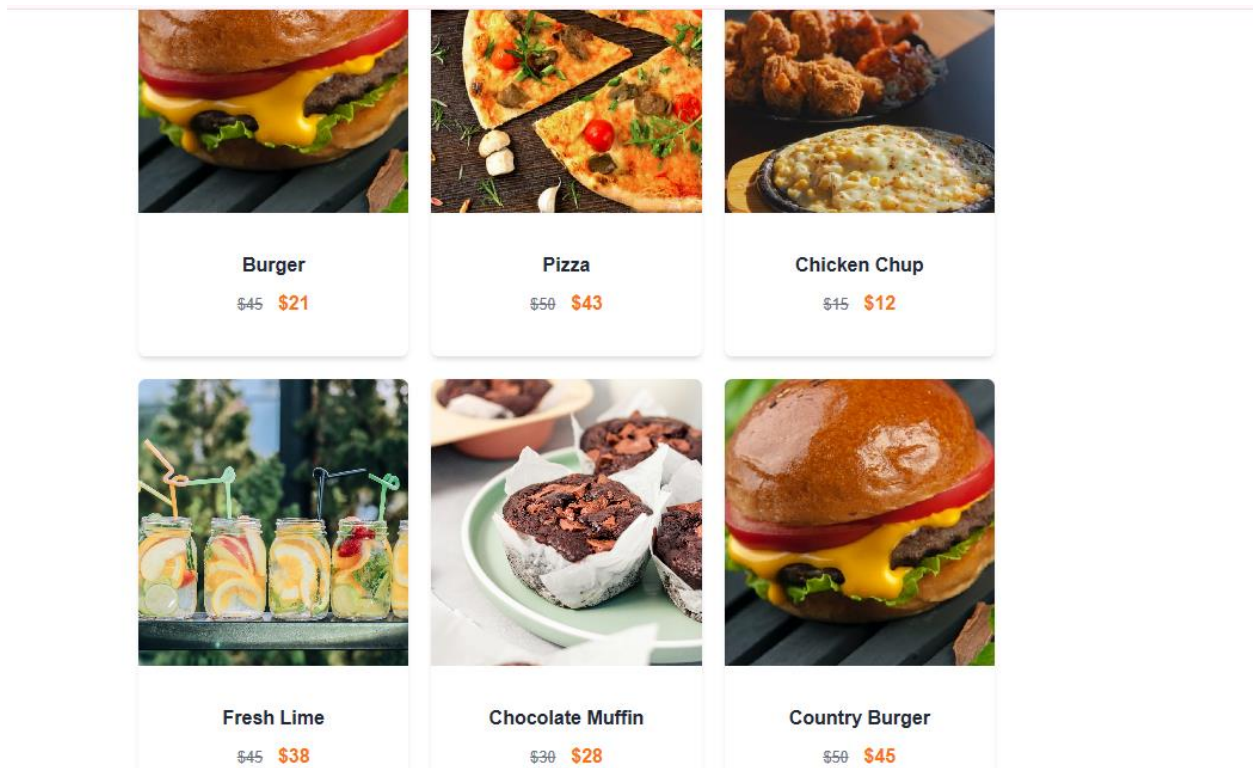 Burger
$45 $21
Pizza
$50 $43
Chicken Chup
$15 $12
Fresh Lime
$45 $38
Chocolate Muffin
$30 $28
Country Burger
$50 $45